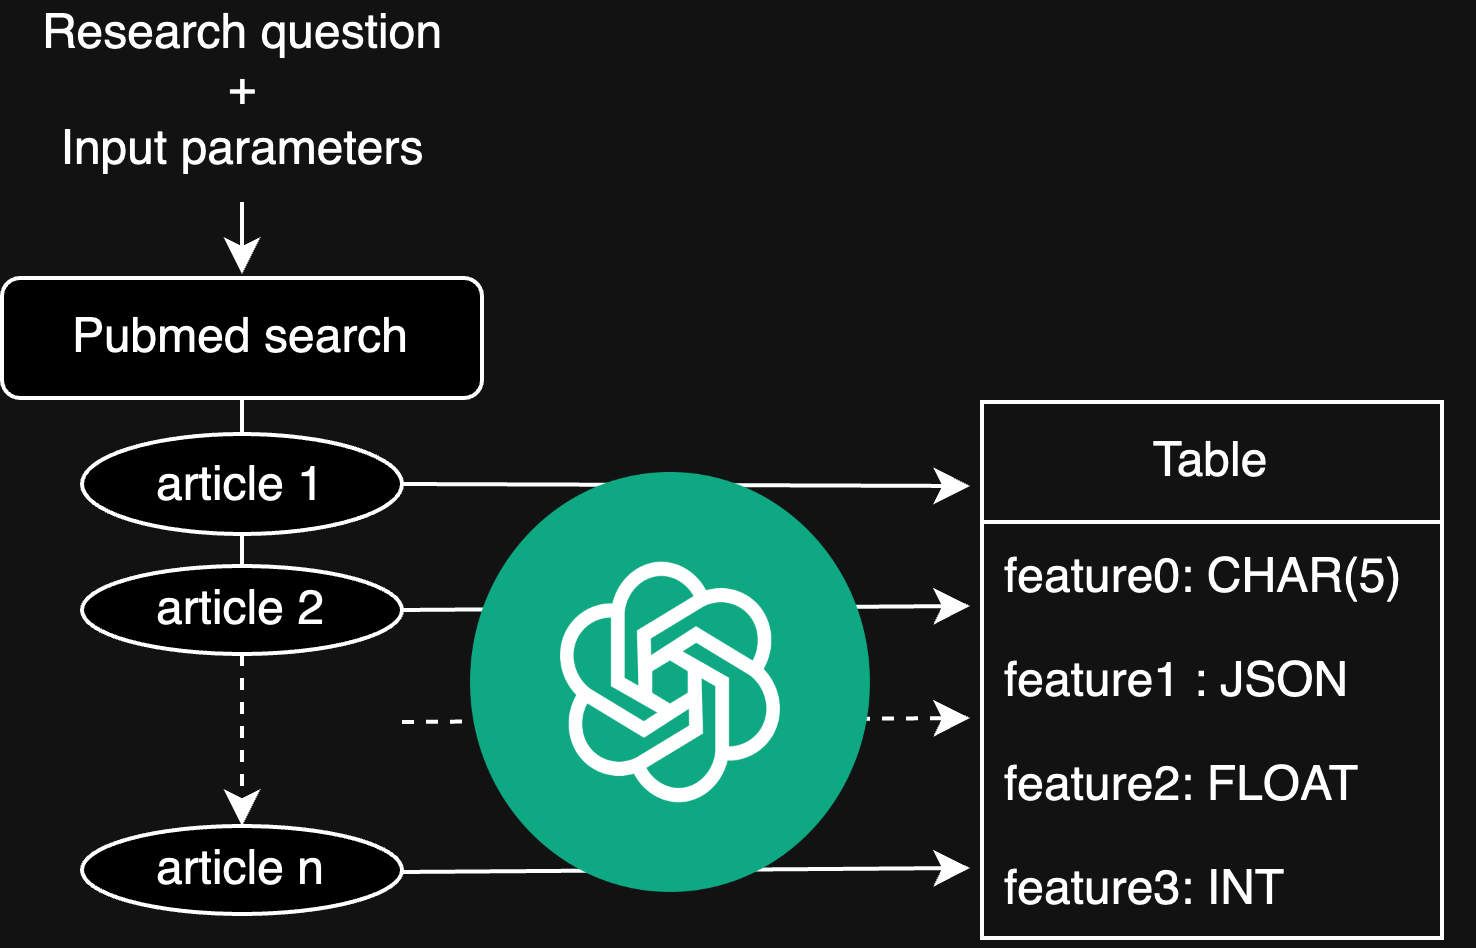 Research question
+
Input parameters
Pubmed search
article 1
article 2
article n
Table
feature0: CHAR(5)
feature1 : JSON
feature2: FLOAT
feature3: INT